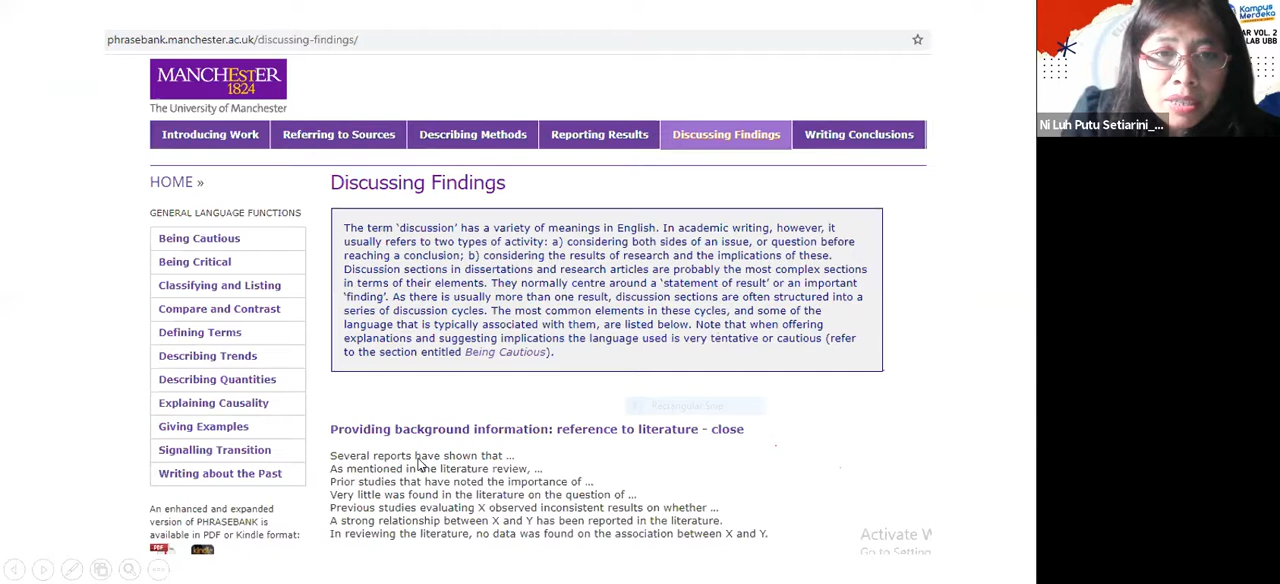 phrasebank.manchester.ac.uk/discussing-findings/
MANCHESTER
1824
The University of Manchester
Introducing Work
Referring to Sources
Describing Methods
Reporting Results
Discussing Findings
Writing Conclusions
HOME »
GENERAL LANGUAGE FUNCTIONS
Being Cautious
Being Critical
Classifying and Listing
Compare and Contrast
Defining Terms
Describing Trends
Describing Quantities
Explaining Causality
Giving Examples
Signalling Transition
Writing about the Past
An enhanced and expanded
version of PHRASEBANK is
available in PDF or Kindle format:
PDF
kindle
Discussing Findings
The term ‘discussion’ has a variety of meanings in English. In academic writing, however, it
usually refers to two types of activity: a) considering both sides of an issue, or question before
reaching a conclusion; b) considering the results of research and the implications of these.
Discussion sections in dissertations and research articles are probably the most complex sections
in terms of their elements. They normally centre around a ‘statement of result’ or an important
‘finding’. As there is usually more than one result, discussion sections are often structured into a
series of discussion cycles. The most common elements in these cycles, and some of the
language that is typically associated with them, are listed below. Note that when offering
explanations and suggesting implications the language used is very tentative or cautious (refer
to the section entitled Being Cautious).
Rectangular Snip
Providing background information: reference to literature - close
Several reports have shown that ...
As mentioned in the literature review, ...
Prior studies that have noted the importance of ...
Very little was found in the literature on the question of ...
Previous studies evaluating X observed inconsistent results on whether ...
A strong relationship between X and Y has been reported in the literature.
In reviewing the literature, no data was found on the association between X and Y.
Activate W
Go to Setting
Kampus
Merdeka
AR VOL. 2
LAB UBB
Ni Luh Putu Setiarini_...